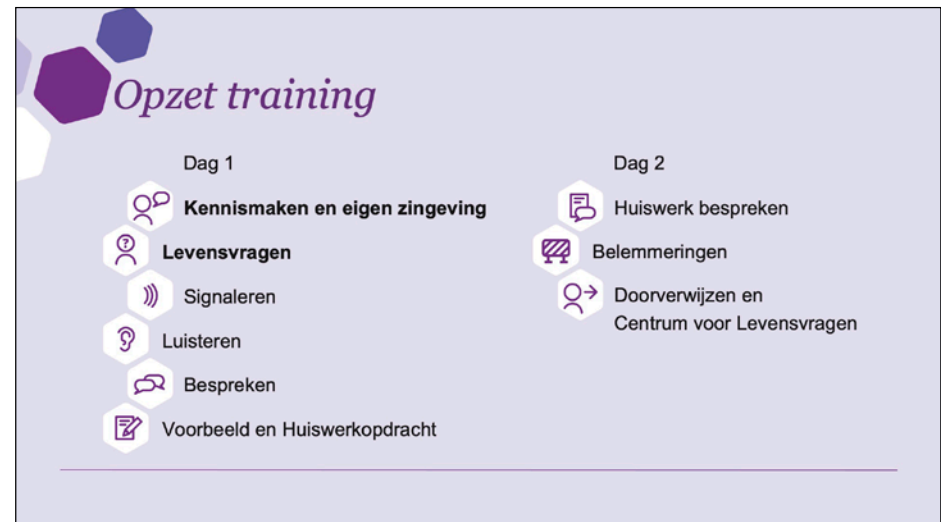 Opzet training
Dag 1
Kennismaken en eigen zingeving
Levensvragen
Signaleren
Luisteren
Bespreken
Voorbeeld en Huiswerkopdracht
Dag 2
Huiswerk bespreken
Belemmeringen
Doorverwijzen en
Centrum voor Levensvragen